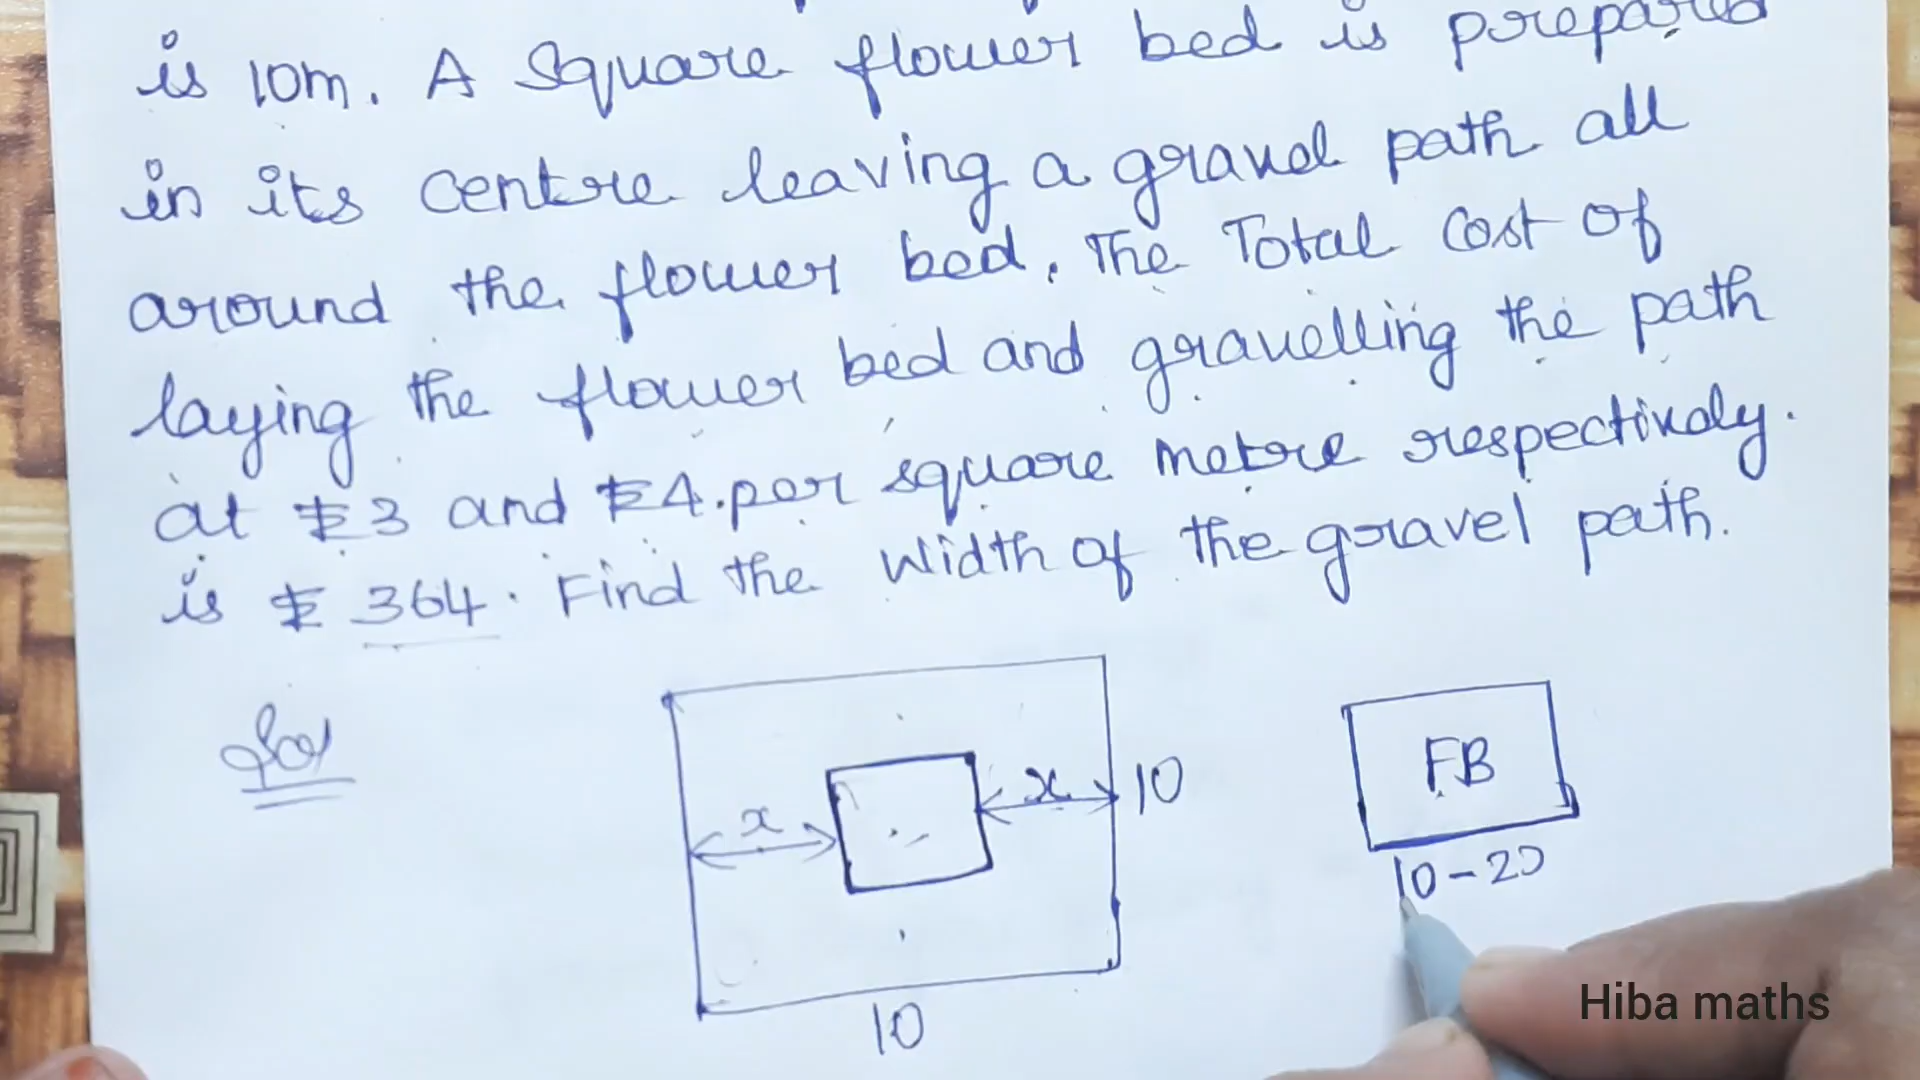 is 10m. A Square flower bed is prepared
in its centre leaving a gravel path all
around the flower bed. The Total Cost of
laying the flower bed and gravelling the path
at ₹3 and ₹4.per square metre respectively.
is ₹ 364. Find the width of the gravel path.
Sol
x
x
10
10
FB
10-2
Hiba maths